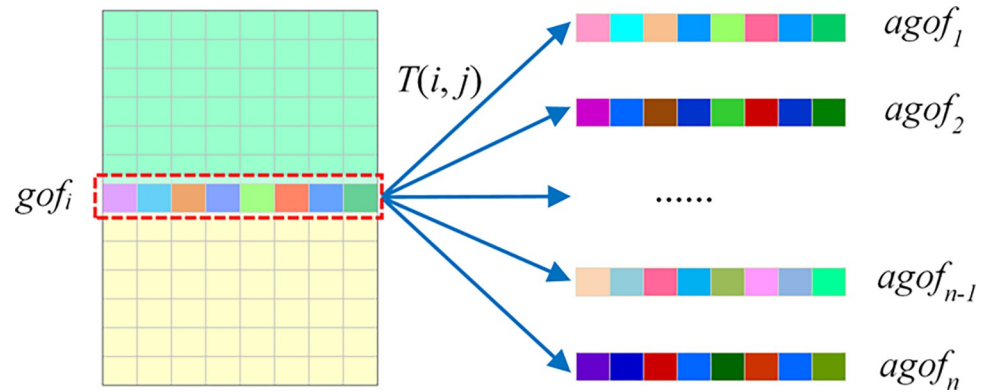 agof₁
T(i, j)
agof₂
gofᵢ
......
agofₙ₋₁
agofₙ